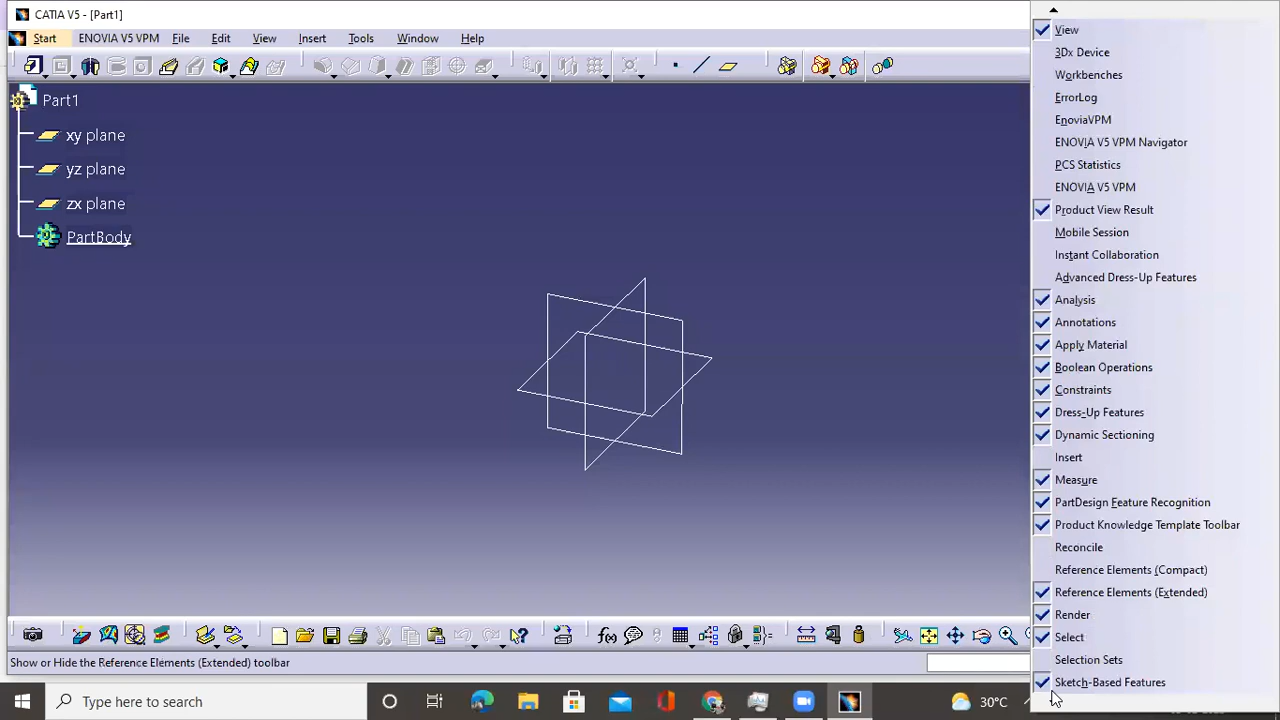 CATIA V5 - [Part1]
Start ENOVIA V5 VPM File Edit View Insert Tools Window Help
Part1
xy plane
yz plane
zx plane
PartBody
View
3Dx Device
Workbenches
ErrorLog
EnoviaVPM
ENOVIA V5 VPM Navigator
PCS Statistics
ENOVIA V5 VPM
Product View Result
Mobile Session
Instant Collaboration
Advanced Dress-Up Features
Analysis
Annotations
Apply Material
Boolean Operations
Constraints
Dress-Up Features
Dynamic Sectioning
Insert
Measure
PartDesign Feature Recognition
Product Knowledge Template Toolbar
Reconcile
Reference Elements (Compact)
Reference Elements (Extended)
Render
Select
Selection Sets
Sketch-Based Features
f(x)
Show or Hide the Reference Elements (Extended) toolbar
Type here to search
30°C